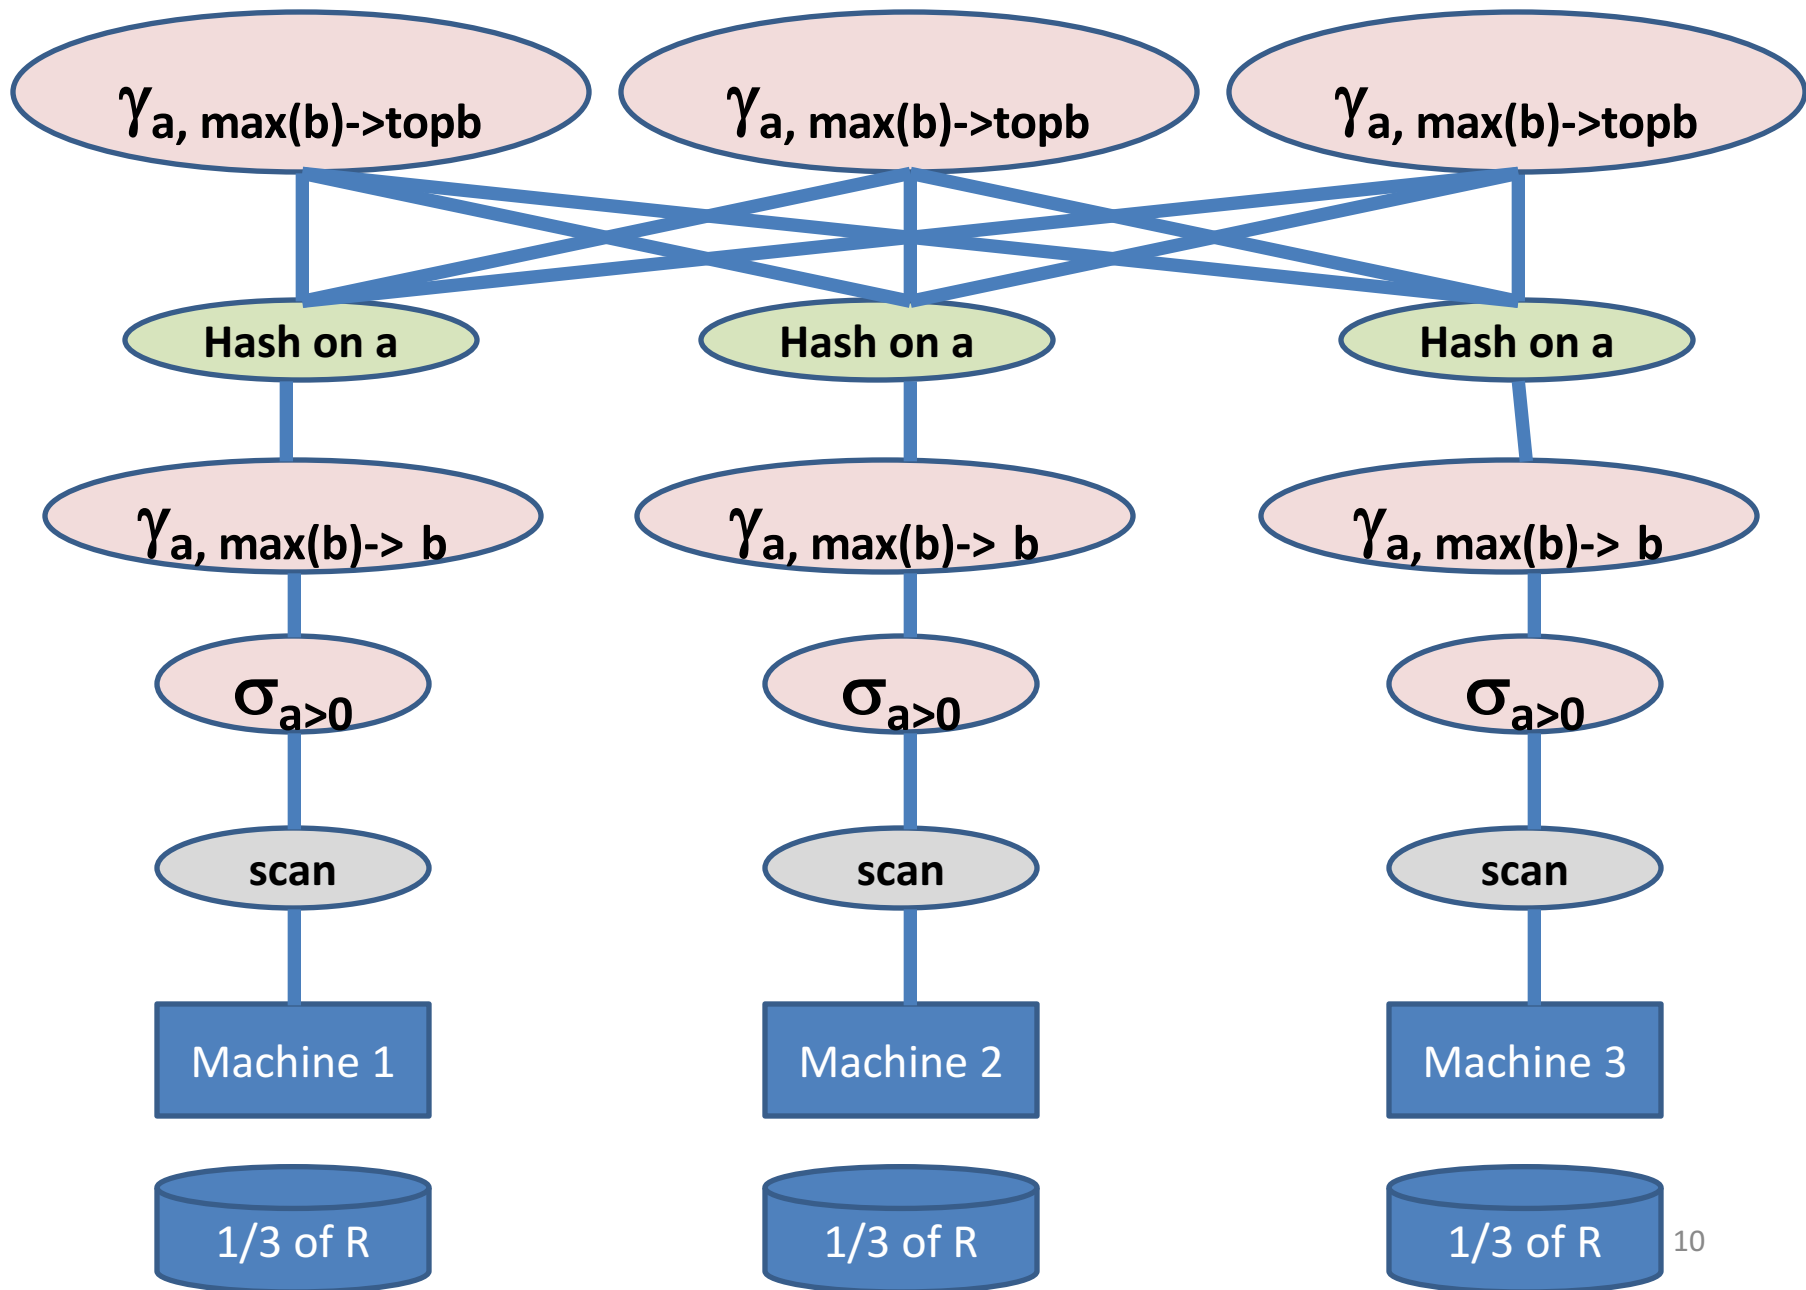 γa, max(b)->topb γa, max(b)->topb γa, max(b)->topb
Hash on a Hash on a Hash on a
γa, max(b)-> b γa, max(b)-> b γa, max(b)-> b
σa>0 σa>0 σa>0
scan scan scan
Machine 1 Machine 2 Machine 3
1/3 of R 1/3 of R 1/3 of R 10